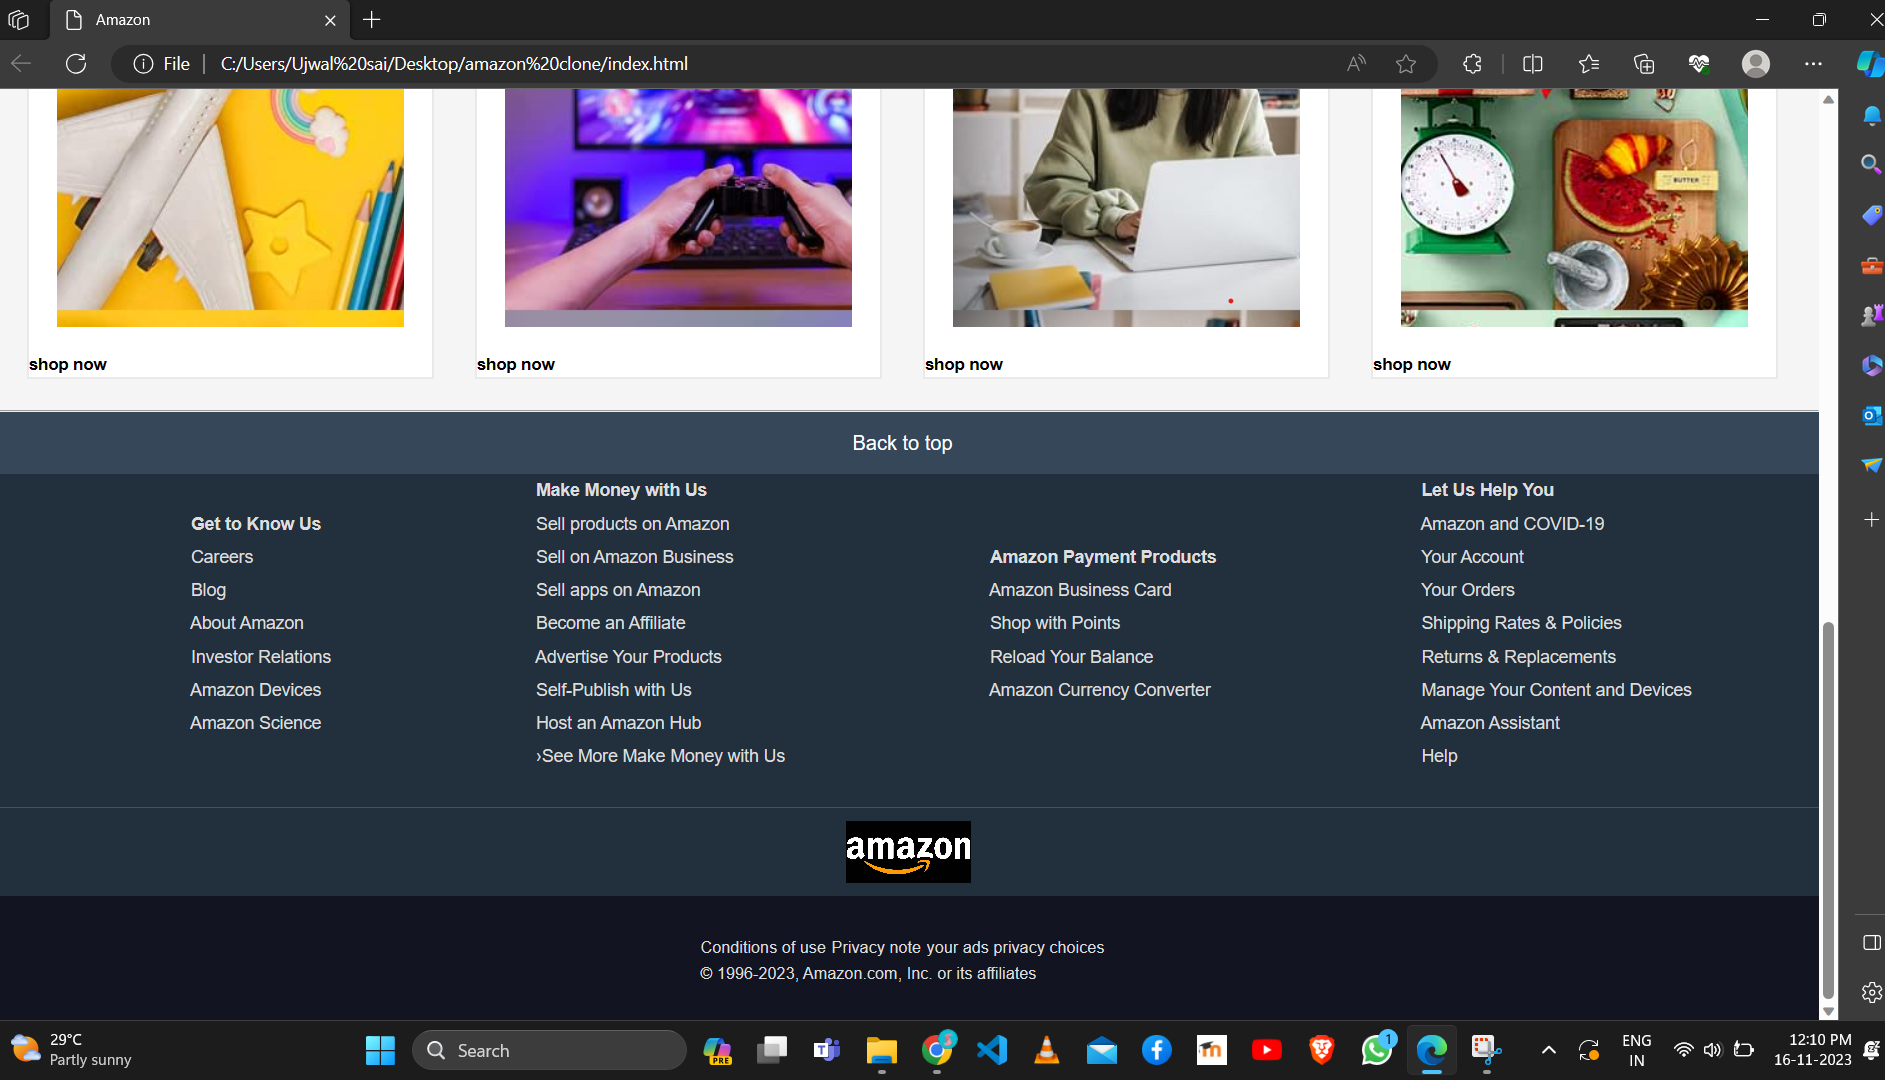 Amazon
File
C:/Users/Ujwal%20sai/Desktop/amazon%20clone/index.html
BUTTER
shop now
shop now
shop now
shop now
Back to top
Get to Know Us
Careers
Blog
About Amazon
Investor Relations
Amazon Devices
Amazon Science
Make Money with Us
Sell products on Amazon
Sell on Amazon Business
Sell apps on Amazon
Become an Affiliate
Advertise Your Products
Self-Publish with Us
Host an Amazon Hub
›See More Make Money with Us
Amazon Payment Products
Amazon Business Card
Shop with Points
Reload Your Balance
Amazon Currency Converter
Let Us Help You
Amazon and COVID-19
Your Account
Your Orders
Shipping Rates & Policies
Returns & Replacements
Manage Your Content and Devices
Amazon Assistant
Help
amazon
Conditions of use Privacy note your ads privacy choices
© 1996-2023, Amazon.com, Inc. or its affiliates
29°C
Partly sunny
Search
PRE
1
ENG
IN
12:10 PM
16-11-2023